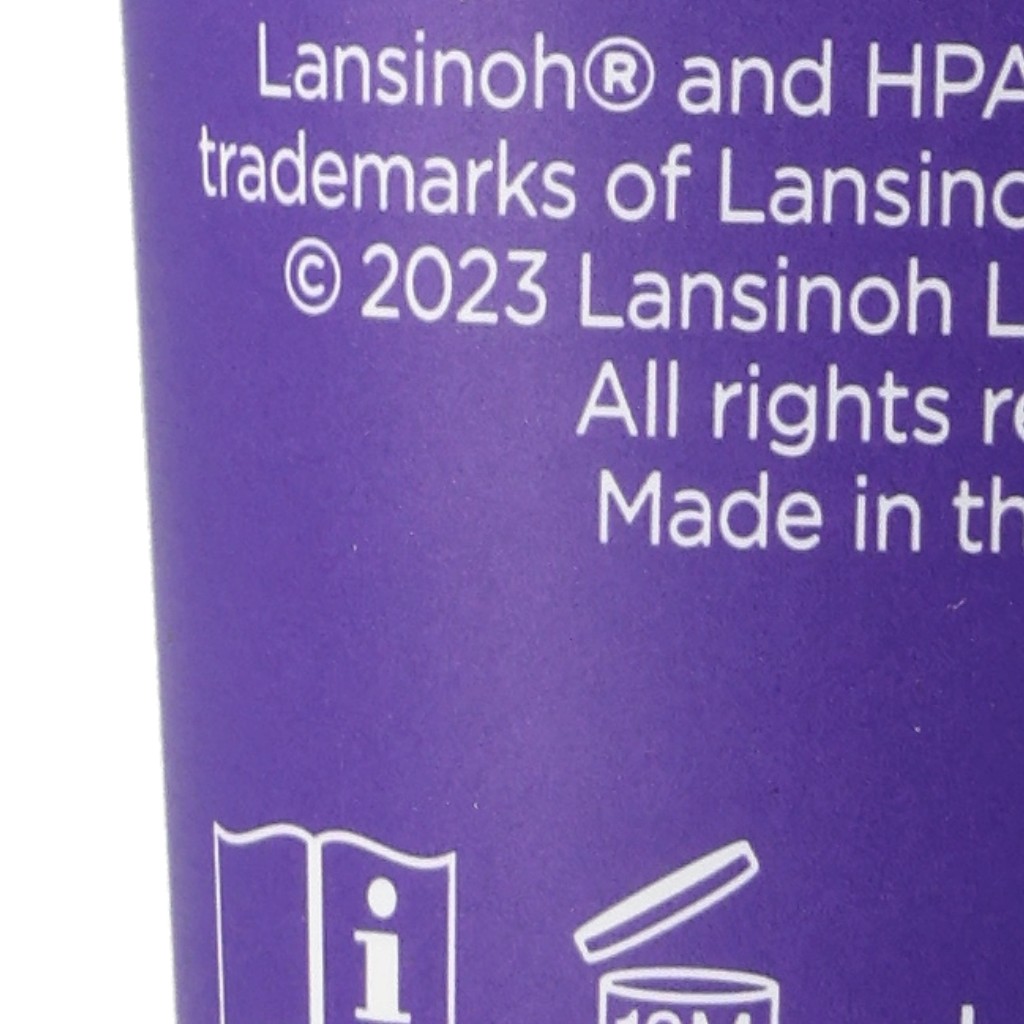 Lansinoh® and HPA
trademarks of Lansino
© 2023 Lansinoh L
All rights re
Made in th
i